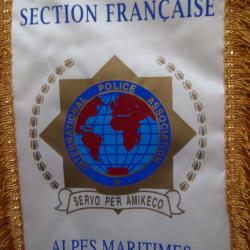 SECTION FRANÇAISE
INTERNATIONAL POLICE ASSOCIATION
SERVO PER AMIKECO
ALPES MARITIMES